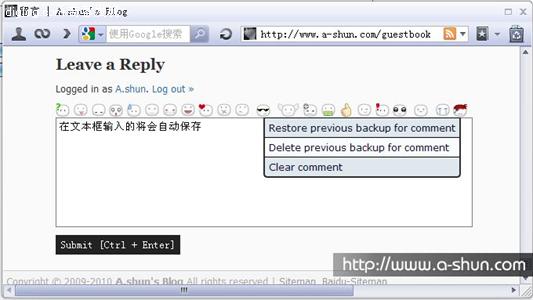 留言 | A.shun's Blog
使用Google搜索
http://www.a-shun.com/guestbook
Leave a Reply
Logged in as A.shun. Log out »
在文本框输入的将会自动保存
Restore previous backup for comment
Delete previous backup for comment
Clear comment
Submit [Ctrl + Enter]
http://www.a-shun.com
Copyright © 2009-2010 A.shun's Blog All rights reserved | Sitemap Baidu-Sitemap